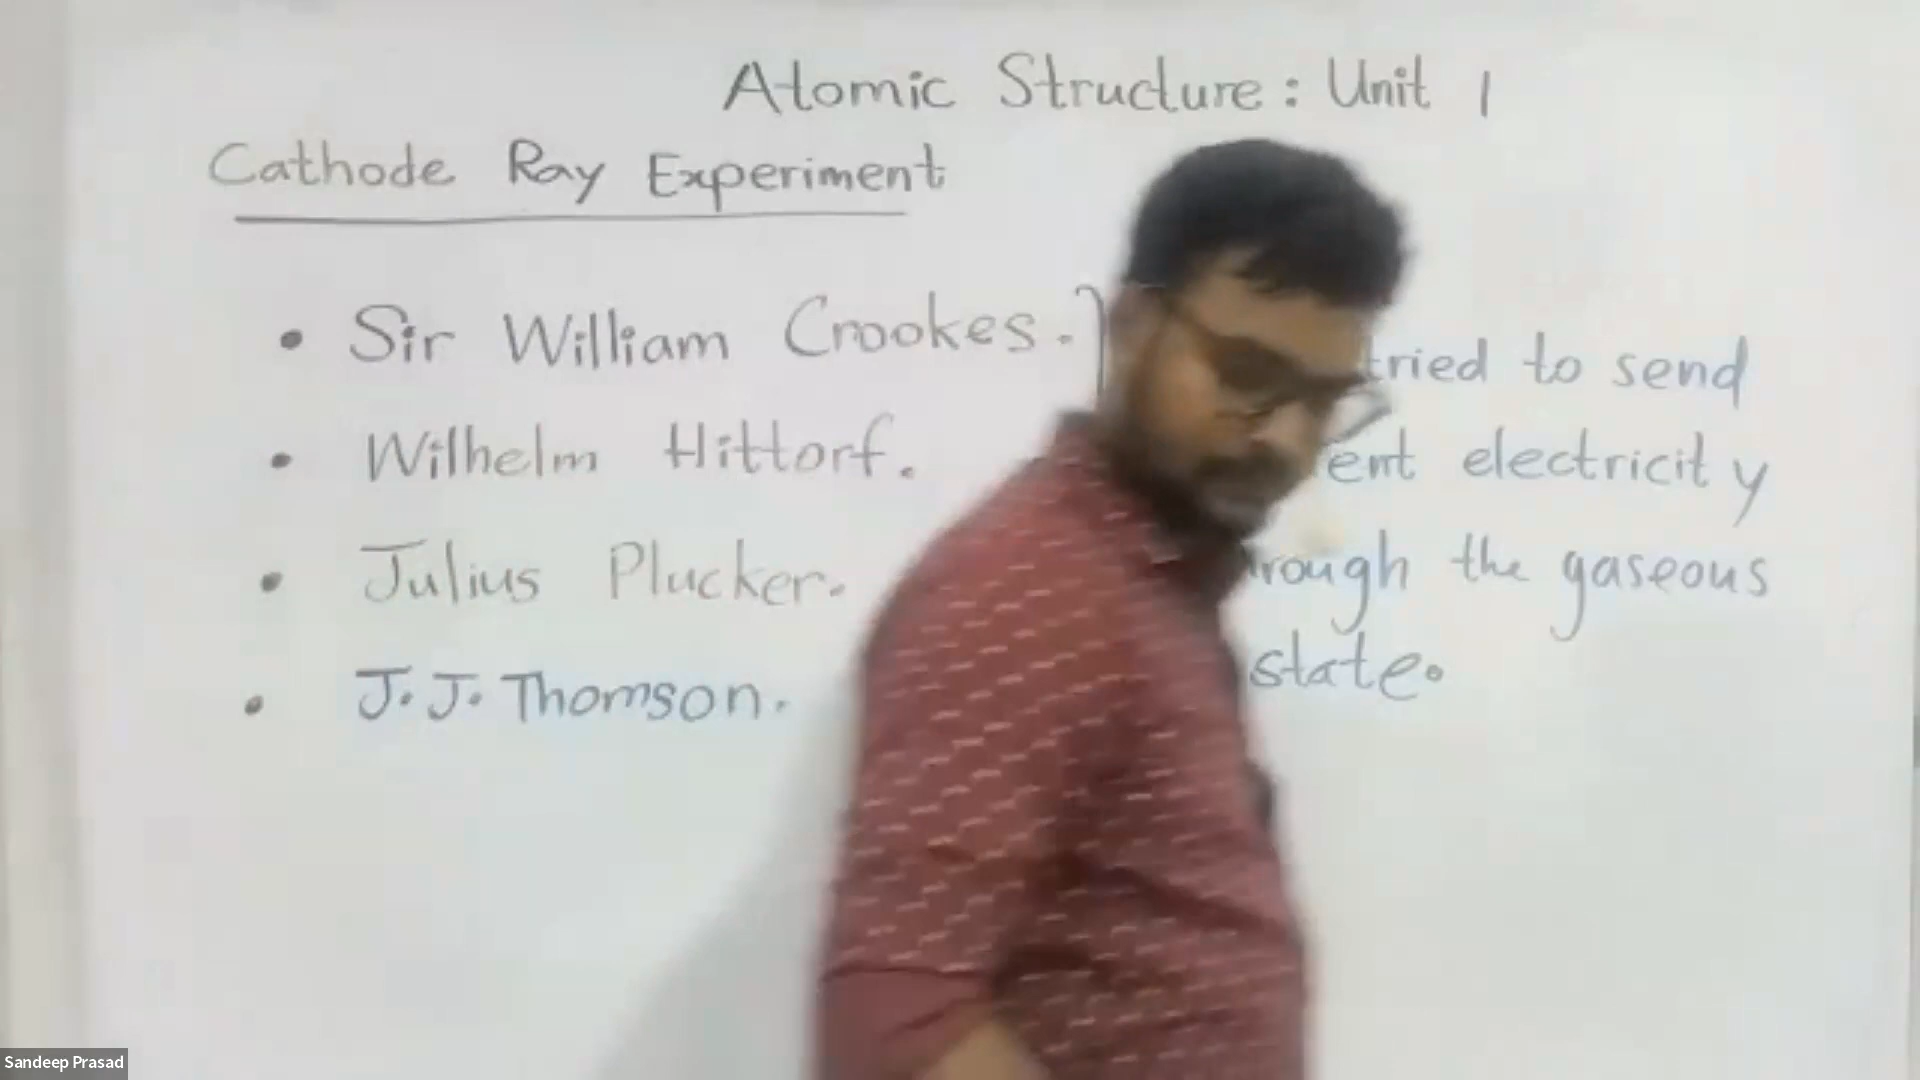 Atomic Structure: Unit 1
Cathode Ray Experiment
• Sir William Crookes.
• Wilhelm Hittorf.
• Julius Plucker.
• J. J. Thomson.
tried to send
electricity
the gaseous
state.
Sandeep Prasad